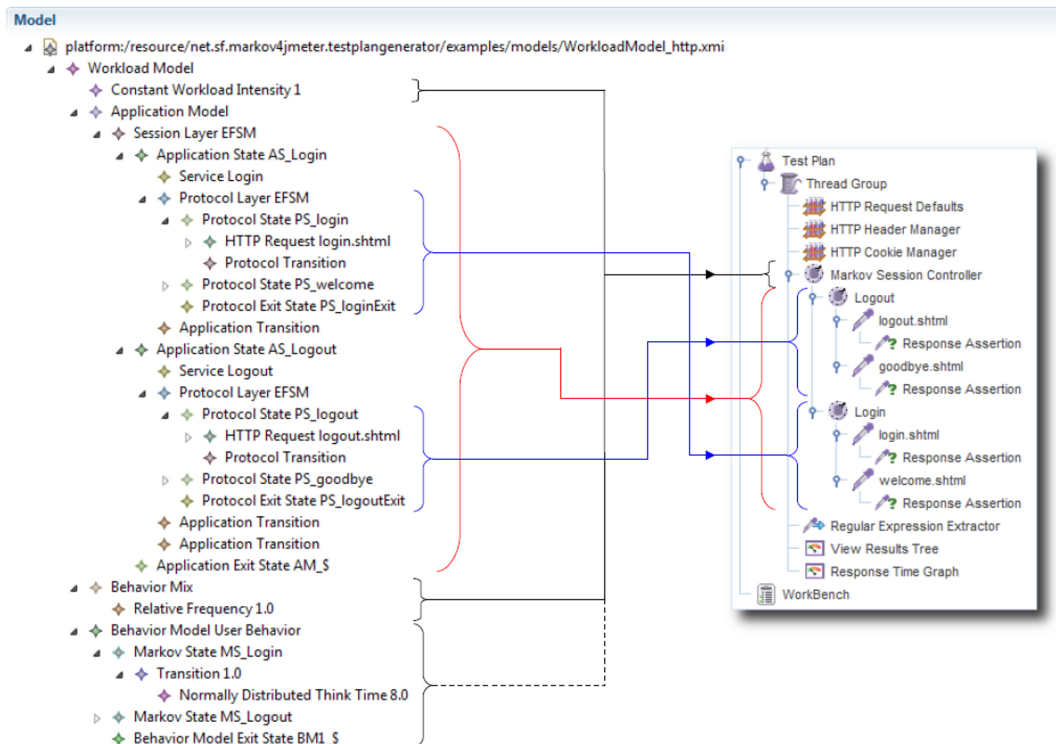 Model
platform:/resource/net.sf.markov4jmeter.testplangenerator/examples/models/WorkloadModel_http.xmi
Workload Model
Constant Workload Intensity 1
Application Model
Session Layer EFSM
Application State AS_Login
Service Login
Protocol Layer EFSM
Protocol State PS_login
HTTP Request login.shtml
Protocol Transition
Protocol State PS_welcome
Protocol Exit State PS_loginExit
Application Transition
Application State AS_Logout
Service Logout
Protocol Layer EFSM
Protocol State PS_logout
HTTP Request logout.shtml
Protocol Transition
Protocol State PS_goodbye
Protocol Exit State PS_logoutExit
Application Transition
Application Transition
Application Exit State AM_$
Behavior Mix
Relative Frequency 1.0
Behavior Model User Behavior
Markov State MS_Login
Transition 1.0
Normally Distributed Think Time 8.0
Markov State MS_Logout
Behavior Model Exit State BM1_$
Test Plan
Thread Group
HTTP Request Defaults
HTTP Header Manager
HTTP Cookie Manager
Markov Session Controller
Logout
logout.shtml
Response Assertion
goodbye.shtml
Response Assertion
Login
login.shtml
Response Assertion
welcome.shtml
Response Assertion
Regular Expression Extractor
View Results Tree
Response Time Graph
WorkBench